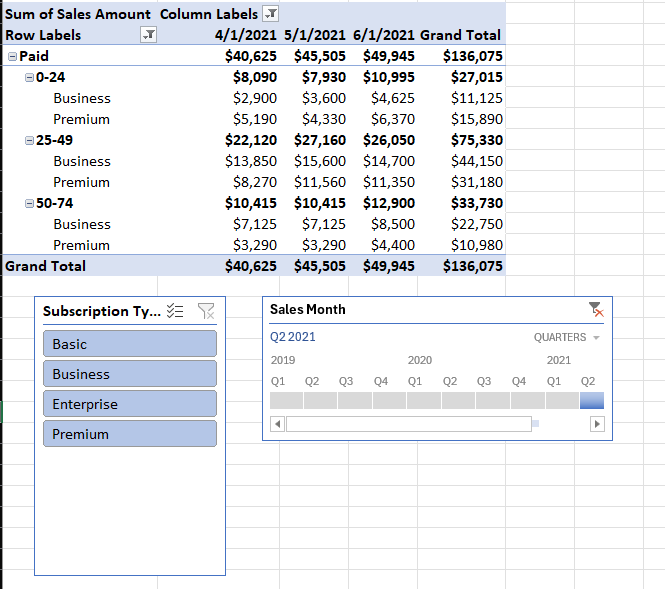 Sum of Sales Amount Column Labels
Row Labels 4/1/2021 5/1/2021 6/1/2021 Grand Total
Paid $40,625 $45,505 $49,945 $136,075
0-24 $8,090 $7,930 $10,995 $27,015
Business $2,900 $3,600 $4,625 $11,125
Premium $5,190 $4,330 $6,370 $15,890
25-49 $22,120 $27,160 $26,050 $75,330
Business $13,850 $15,600 $14,700 $44,150
Premium $8,270 $11,560 $11,350 $31,180
50-74 $10,415 $10,415 $12,900 $33,730
Business $7,125 $7,125 $8,500 $22,750
Premium $3,290 $3,290 $4,400 $10,980
Grand Total $40,625 $45,505 $49,945 $136,075
Subscription Ty...
Basic
Business
Enterprise
Premium
Sales Month
Q2 2021 QUARTERS
2019 2020 2021
Q1 Q2 Q3 Q4 Q1 Q2 Q3 Q4 Q1 Q2